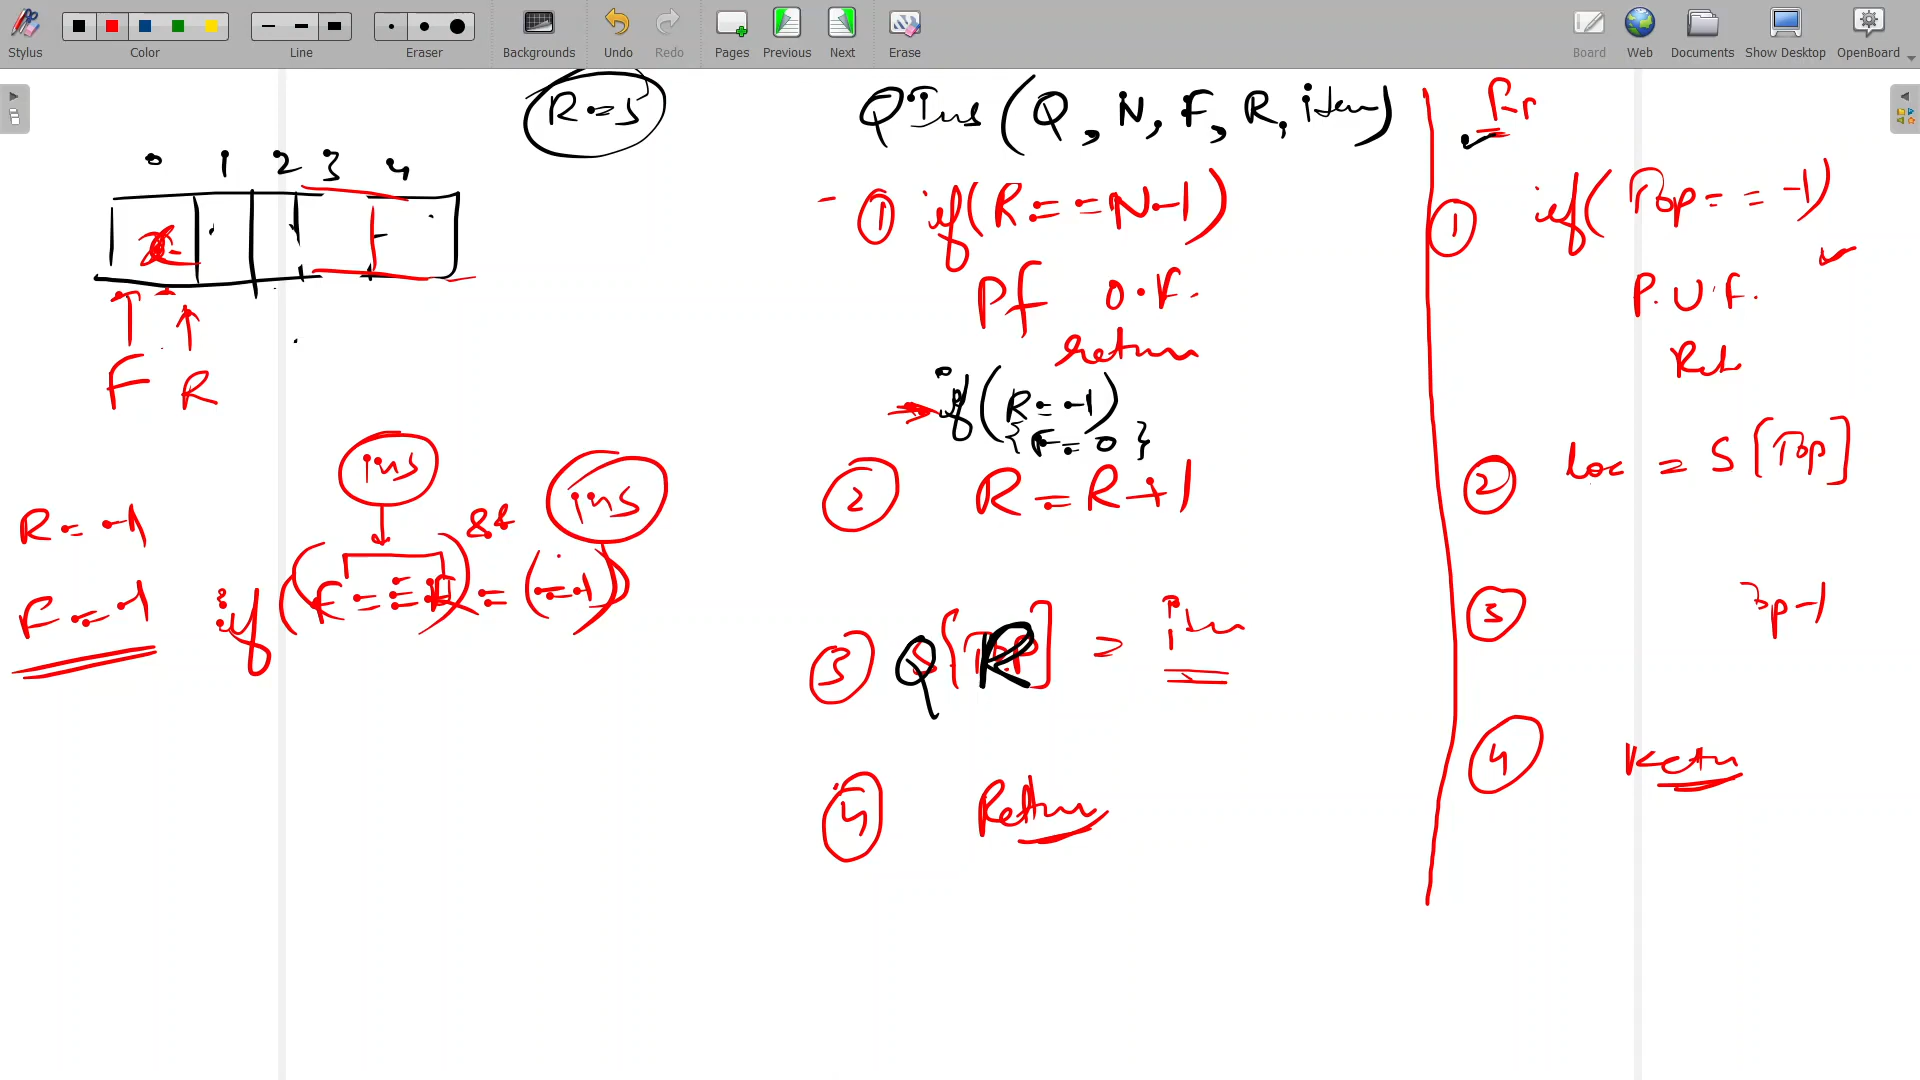 Stylus
Color
Line
Eraser
Backgrounds
Undo
Redo
Pages
Previous
Next
Erase
Board
Web
Documents
Show Desktop
OpenBoard
R = 5
0 1 2 3 4
F R
R = -1
F = -1
ins
ins
&&
if
QIns (Q, N, F, R, item)
① if (R == N-1)
Pf O.F.
return
if (R = -1)
{ F = 0 }
② R = R + 1
③ Q[R] = item
④ Return
① if (Top == -1)
P. U. F.
Ret
② Loc = S [Top]
③ Top-1
④ Return